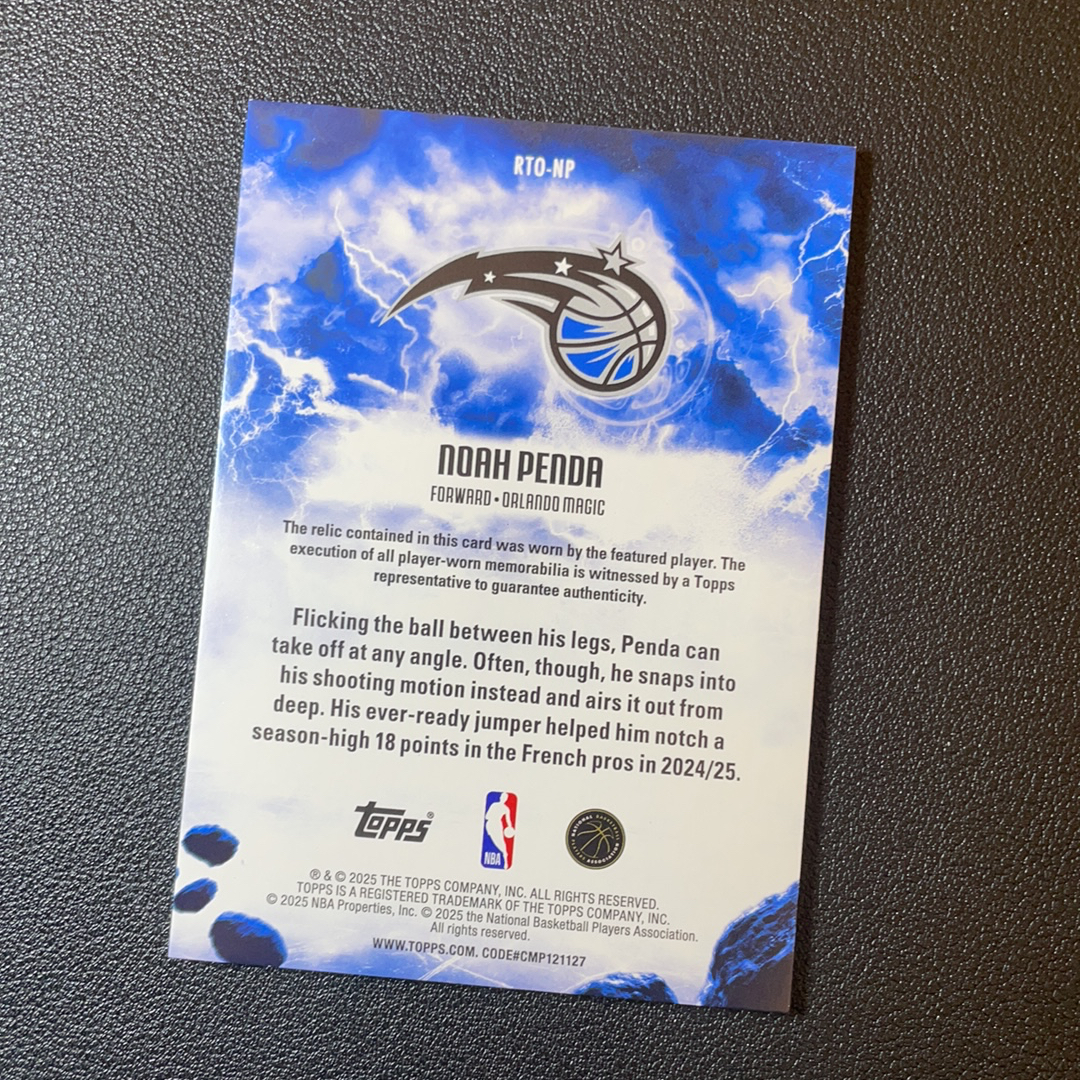 RTO-NP
NOAH PENDA
FORWARD • ORLANDO MAGIC
The relic contained in this card was worn by the featured player. The
execution of all player-worn memorabilia is witnessed by a Topps
representative to guarantee authenticity.
Flicking the ball between his legs, Penda can
take off at any angle. Often, though, he snaps into
his shooting motion instead and airs it out from
deep. His ever-ready jumper helped him notch a
season-high 18 points in the French pros in 2024/25.
Topps®
NBA
NATIONAL BASKETBALL PLAYERS ASSOCIATION
® & © 2025 THE TOPPS COMPANY, INC. ALL RIGHTS RESERVED.
TOPPS IS A REGISTERED TRADEMARK OF THE TOPPS COMPANY, INC.
© 2025 NBA Properties, Inc. © 2025 the National Basketball Players Association.
All rights reserved.
WWW.TOPPS.COM. CODE#CMP121127